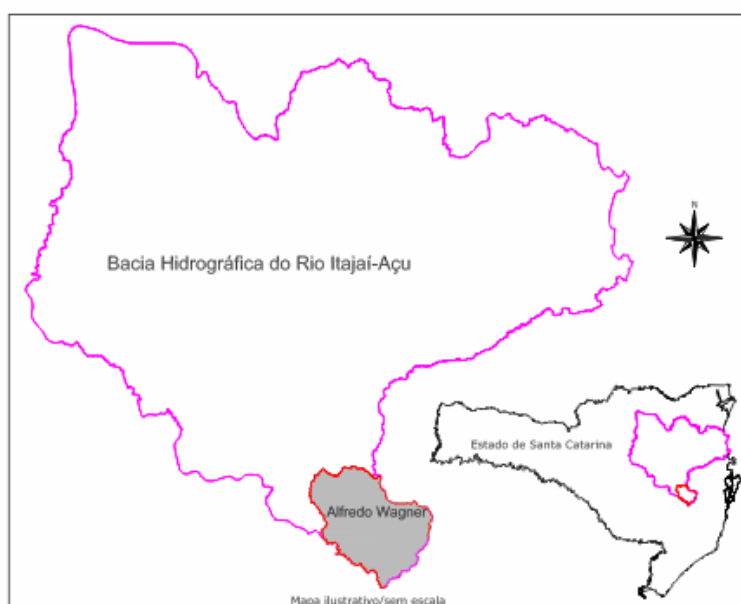 N
Bacia Hidrográfica do Rio Itajaí-Açu
Estado de Santa Catarina
Alfredo Wagner
Mapa ilustrativo/sem escala